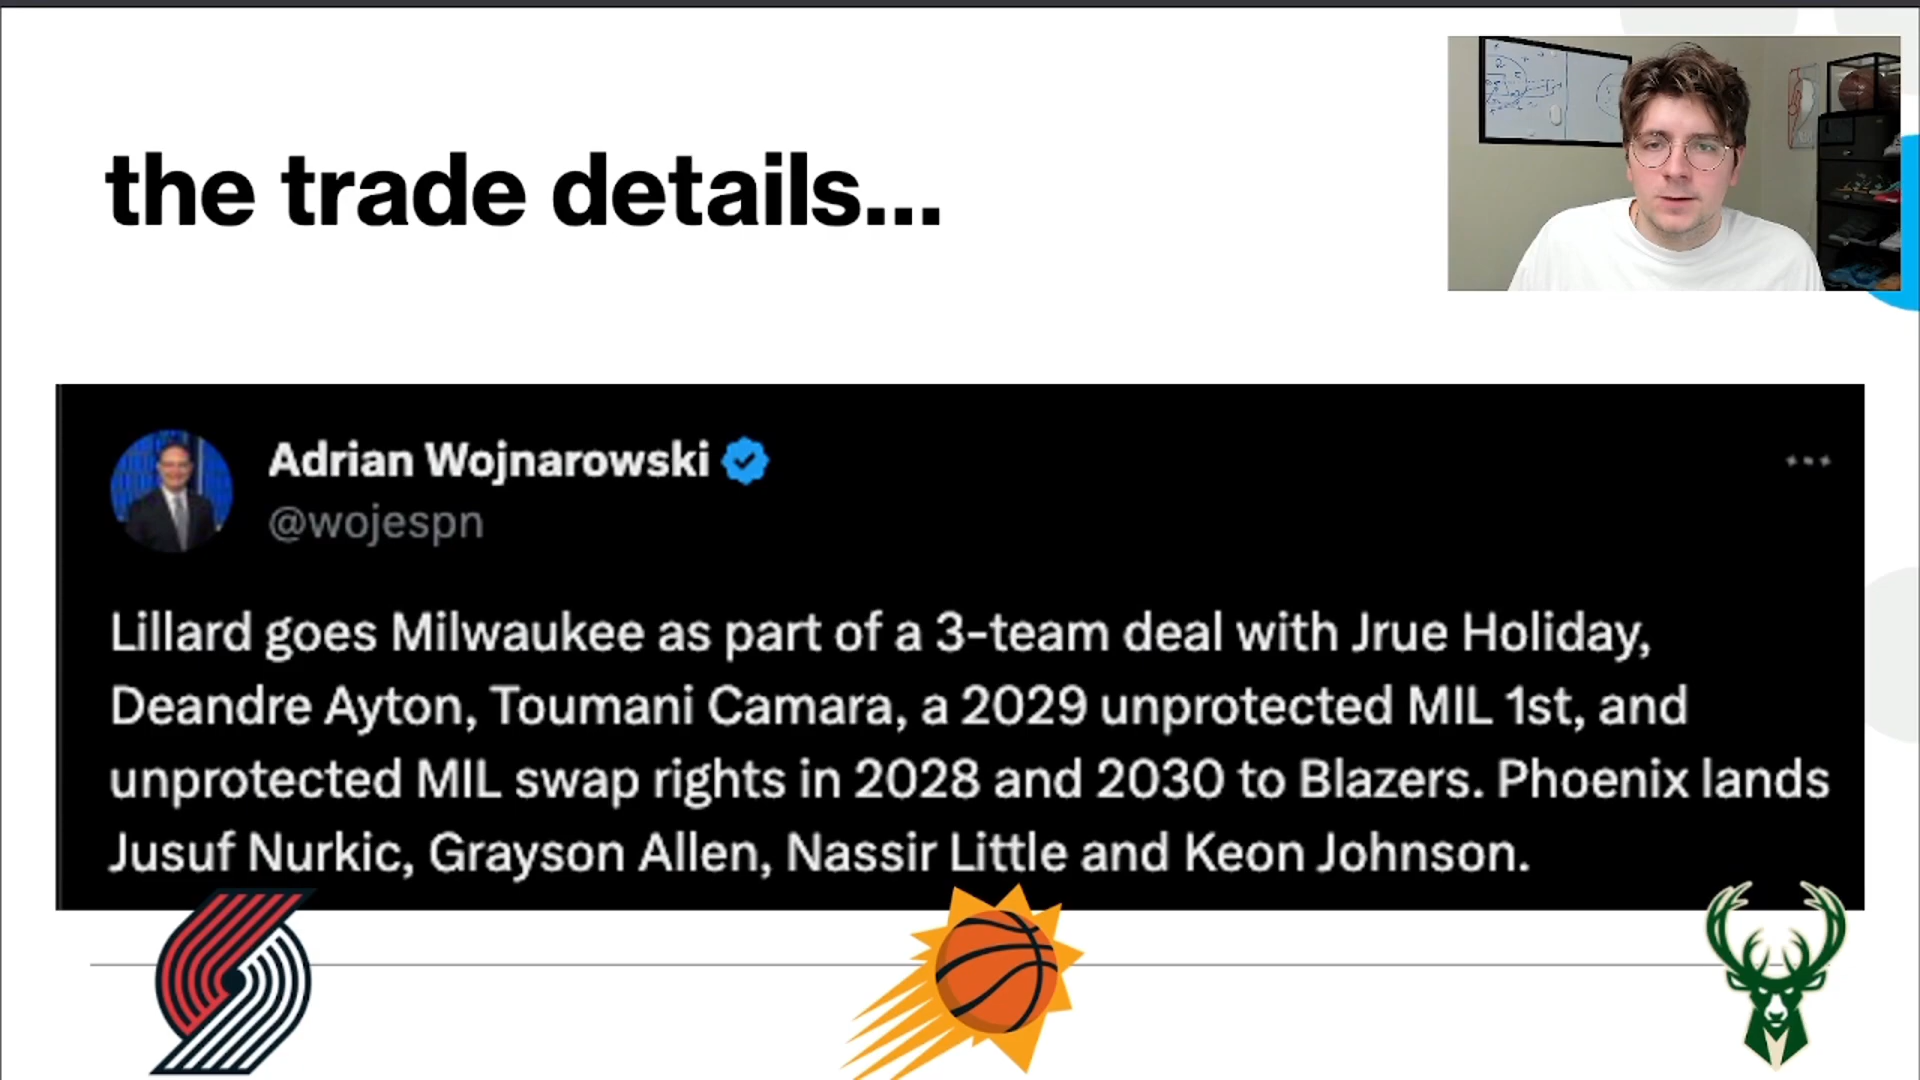 the trade details...
Adrian Wojnarowski
@wojespn
Lillard goes Milwaukee as part of a 3-team deal with Jrue Holiday,
Deandre Ayton, Toumani Camara, a 2029 unprotected MIL 1st, and
unprotected MIL swap rights in 2028 and 2030 to Blazers. Phoenix lands
Jusuf Nurkic, Grayson Allen, Nassir Little and Keon Johnson.